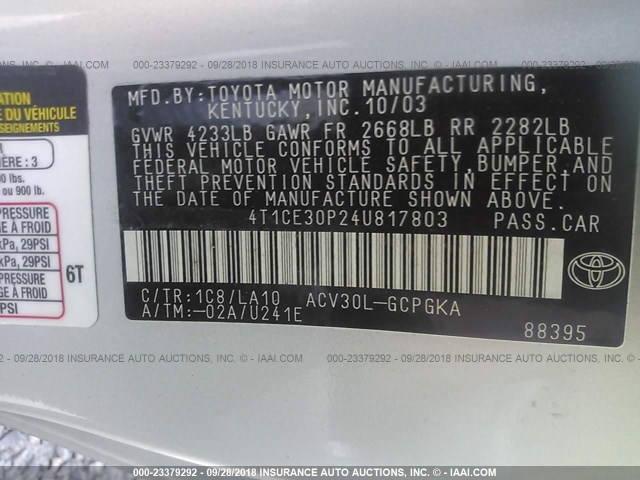 000-23379292 - 09/28/2018 INSURANCE AUTO AUCTIONS, INC. - © IAAI.COM
ATION
DU VÉHICULE
SEIGNEMENTS
MFD.BY:TOYOTA MOTOR MANUFACTURING,
KENTUCKY, INC. 10/03
GVWR 4233LB GAWR FR 2668LB RR 2282LB
THIS VEHICLE CONFORMS TO ALL APPLICABLE
FEDERAL MOTOR VEHICLE SAFETY, BUMPER AND
THEFT PREVENTION STANDARDS IN EFFECT ON
THE DATE OF MANUFACTURE SHOWN ABOVE.
4T1CE30P24U817803 PASS.CAR
C/TR:1C8/LA10 ACV30L-GCPGKA
A/TM:-02A/U241E
88395
TOYOTA
IÈRE : 3
00 lbs.
ou 900 lb.
PRESSURE
À FROID
kPa, 29PSI
kPa, 29PSI
PRESSURE
À FROID
PSI
6T
000-23379292 - 09/28/2018 INSURANCE AUTO AUCTIONS, INC. - © IAAI.COM
000-23379292 - 09/28/2018 INSURANCE AUTO AUCTIONS, INC. - © IAAI.COM